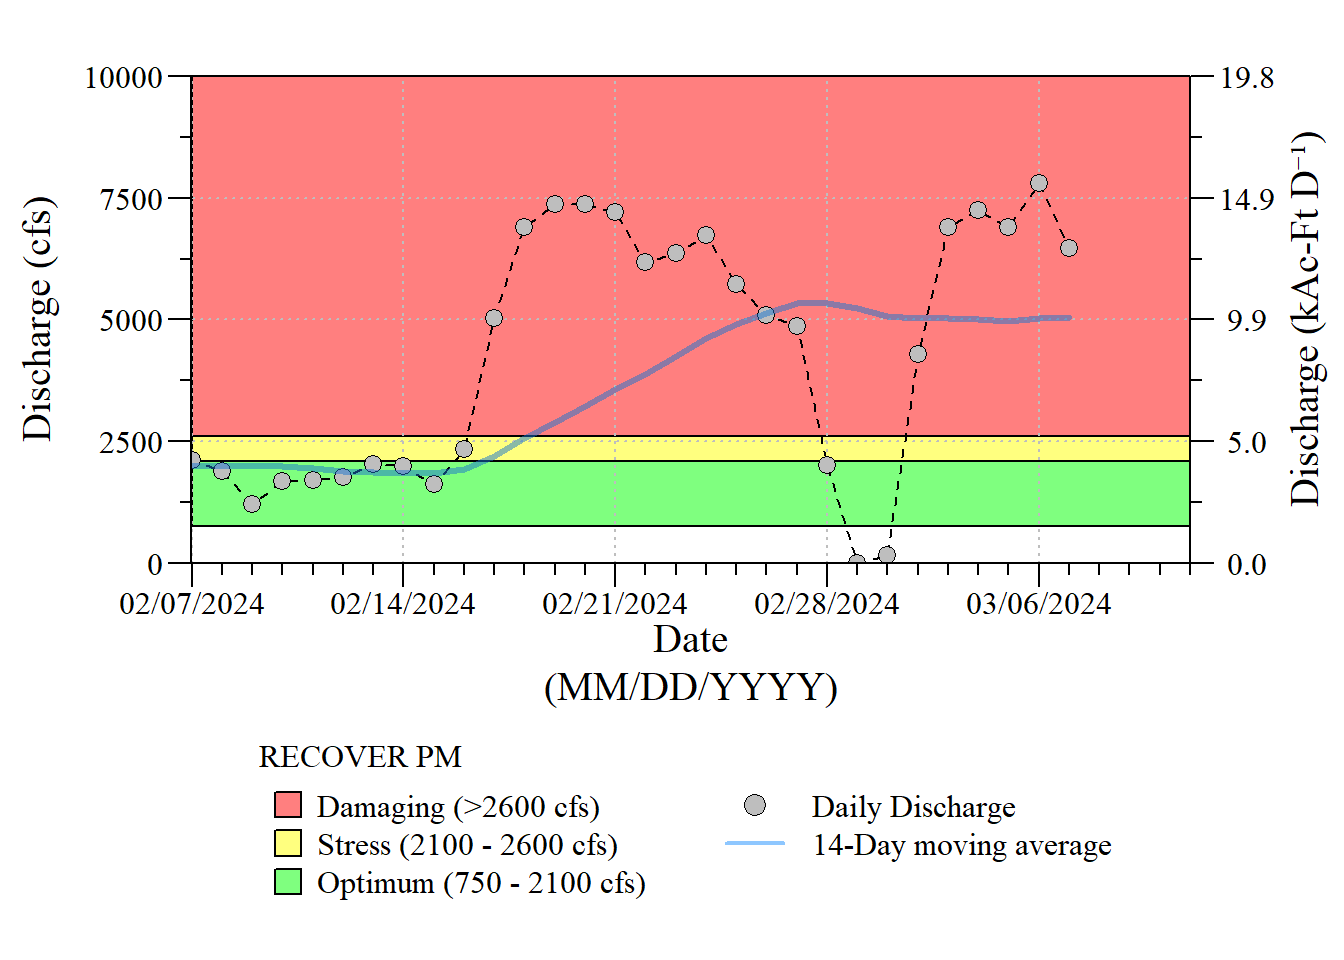 10000
7500
5000
2500
0
Discharge (cfs)
19.8
14.9
9.9
5.0
0.0
Discharge (kAc-Ft D⁻¹)
02/07/2024
02/14/2024
02/21/2024
02/28/2024
03/06/2024
Date
(MM/DD/YYYY)
RECOVER PM
Damaging (>2600 cfs)
Stress (2100 - 2600 cfs)
Optimum (750 - 2100 cfs)
Daily Discharge
14-Day moving average